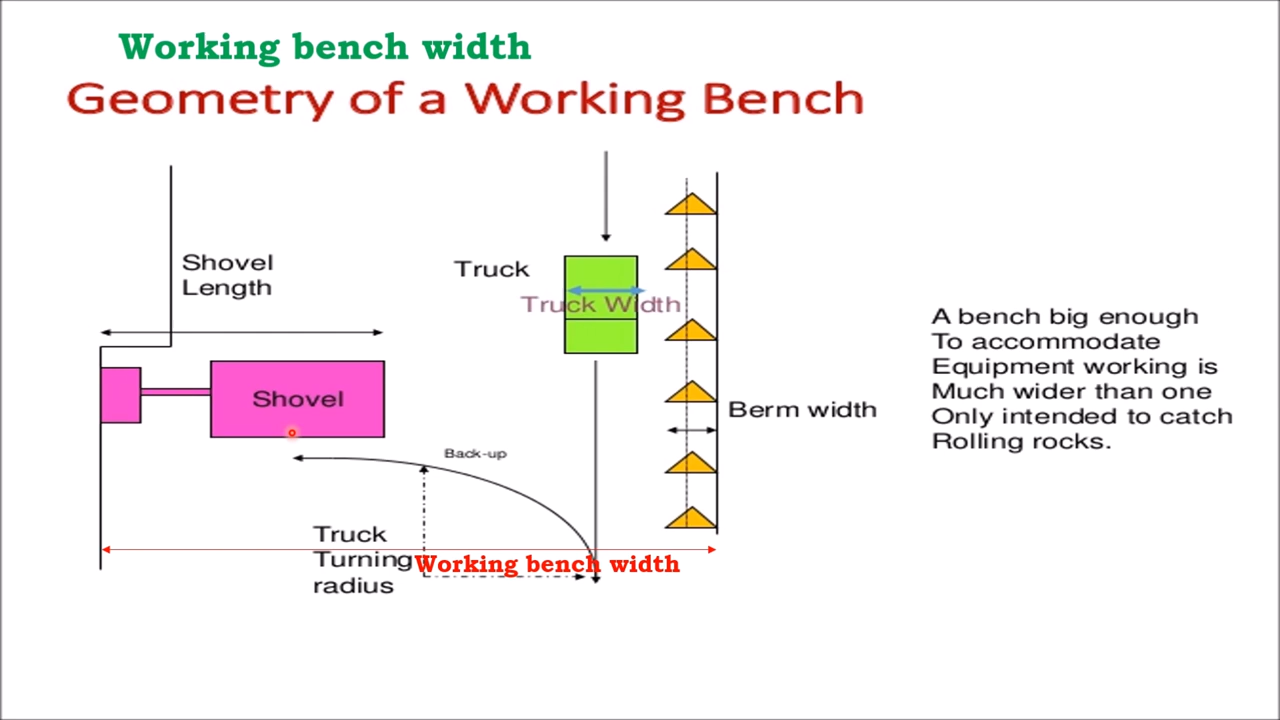 Working bench width
Geometry of a Working Bench
Shovel
Length
Truck
Truck Width
Shovel
Berm width
A bench big enough
To accommodate
Equipment working is
Much wider than one
Only intended to catch
Rolling rocks.
Back-up
Truck
Turning
radius
Working bench width